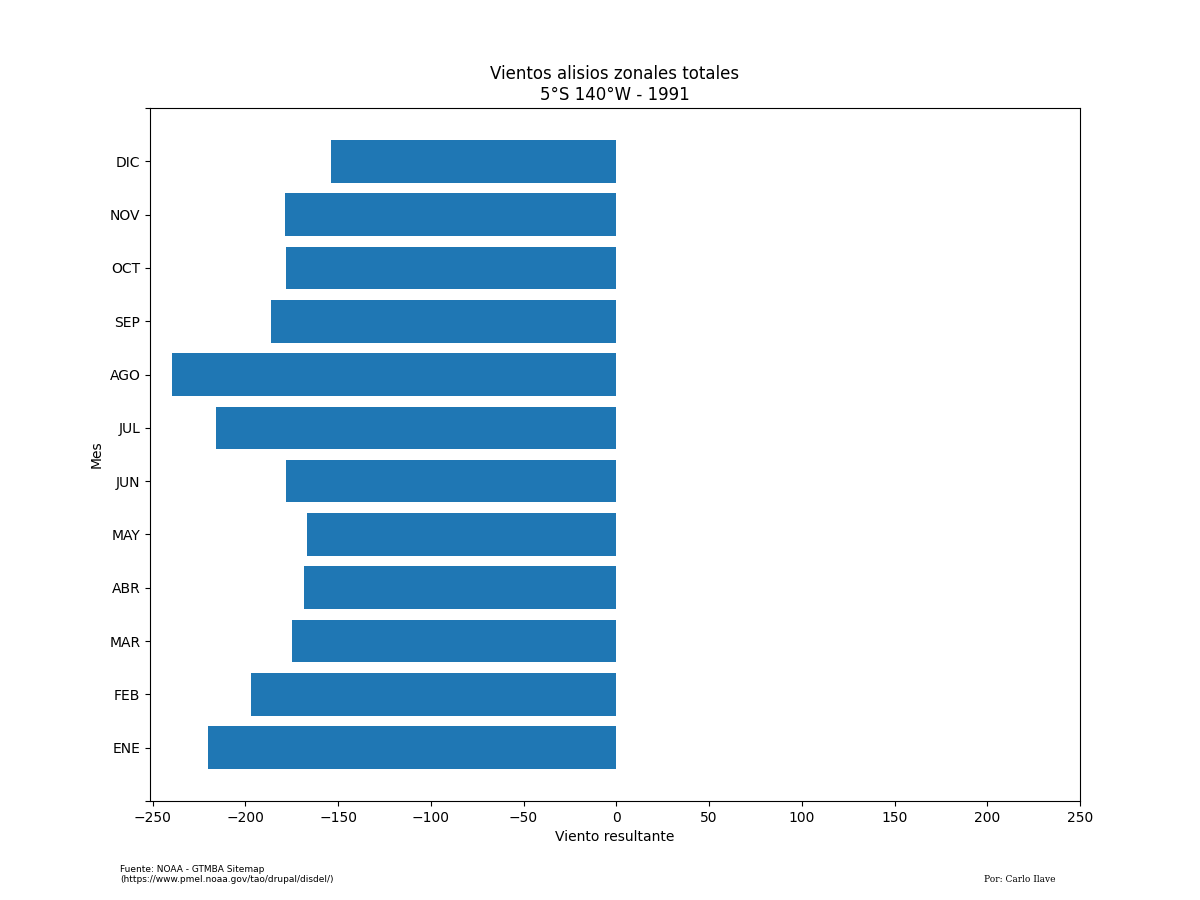 Vientos alisios zonales totales
5°S 140°W - 1991
DIC
NOV
OCT
SEP
AGO
JUL
JUN
MAY
ABR
MAR
FEB
ENE
Mes
−250 −200 −150 −100 −50 0 50 100 150 200 250
Viento resultante
Fuente: NOAA - GTMBA Sitemap
(https://www.pmel.noaa.gov/tao/drupal/disdel/)
Por: Carlo Ilave